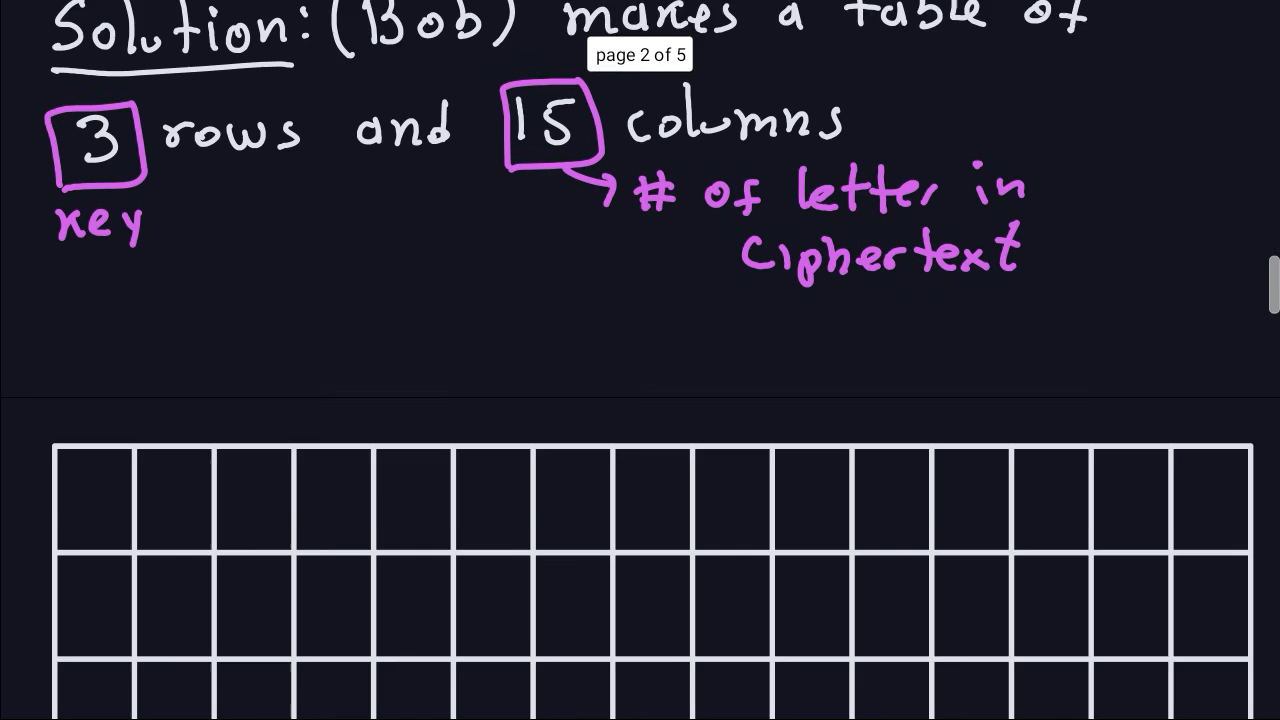 Solution: (Bob) makes a table of
page 2 of 5
3 rows and 15 columns
key
# of letter in
ciphertext